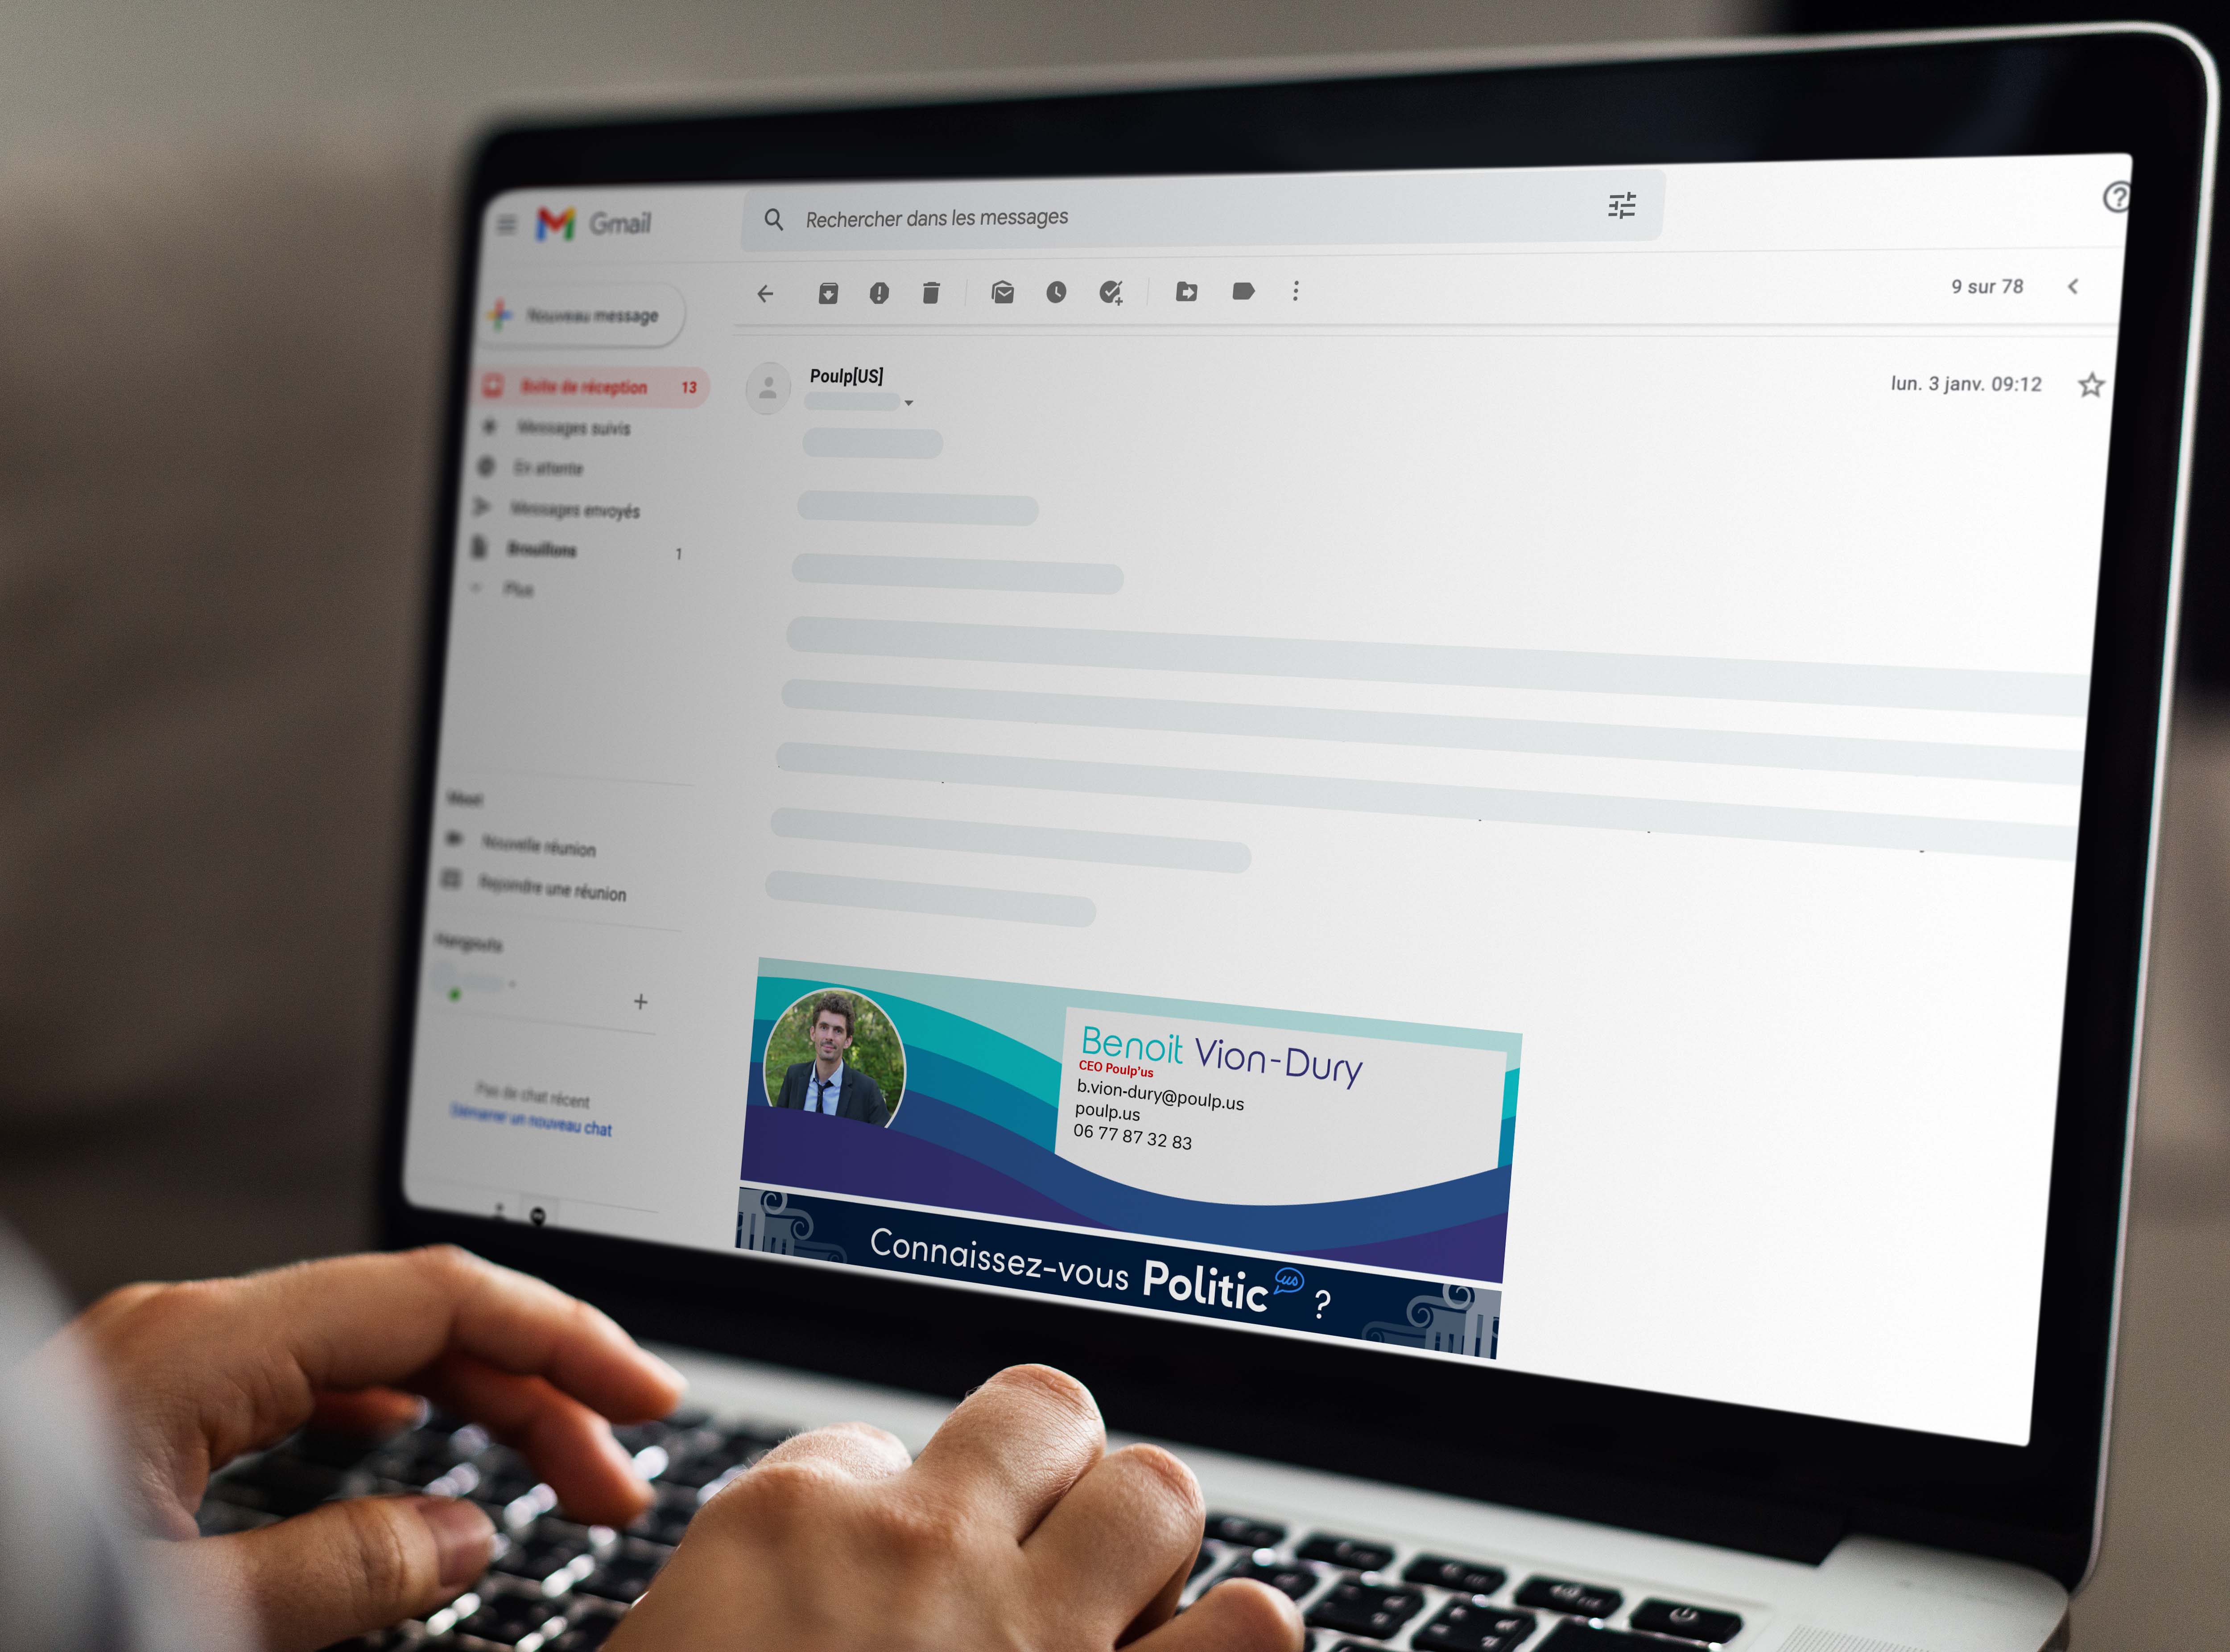 Gmail
Rechercher dans les messages
Nouveau message
9 sur 78
Boîte de réception 13
Poulp[US]
lun. 3 janv. 09:12
Messages suivis
En attente
Messages envoyés
Brouillons 1
Plus
Meet
Nouvelle réunion
Rejoindre une réunion
Hangouts
Pas de chat récent
Démarrer un nouveau chat
Benoit Vion-Dury
CEO Poulp'us
b.vion-dury@poulp.us
poulp.us
06 77 87 32 83
Connaissez-vous Politic us ?